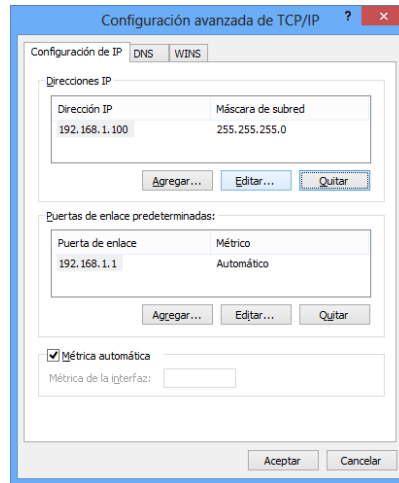 Configuración avanzada de TCP/IP ? ×
Configuración de IP DNS WINS
Direcciones IP
Dirección IP Máscara de subred
192.168.1.100 255.255.255.0
Agregar... Editar... Quitar
Puertas de enlace predeterminadas:
Puerta de enlace Métrico
192.168.1.1 Automático
Agregar... Editar... Quitar
Métrica automática
Métrica de la interfaz:
Aceptar Cancelar